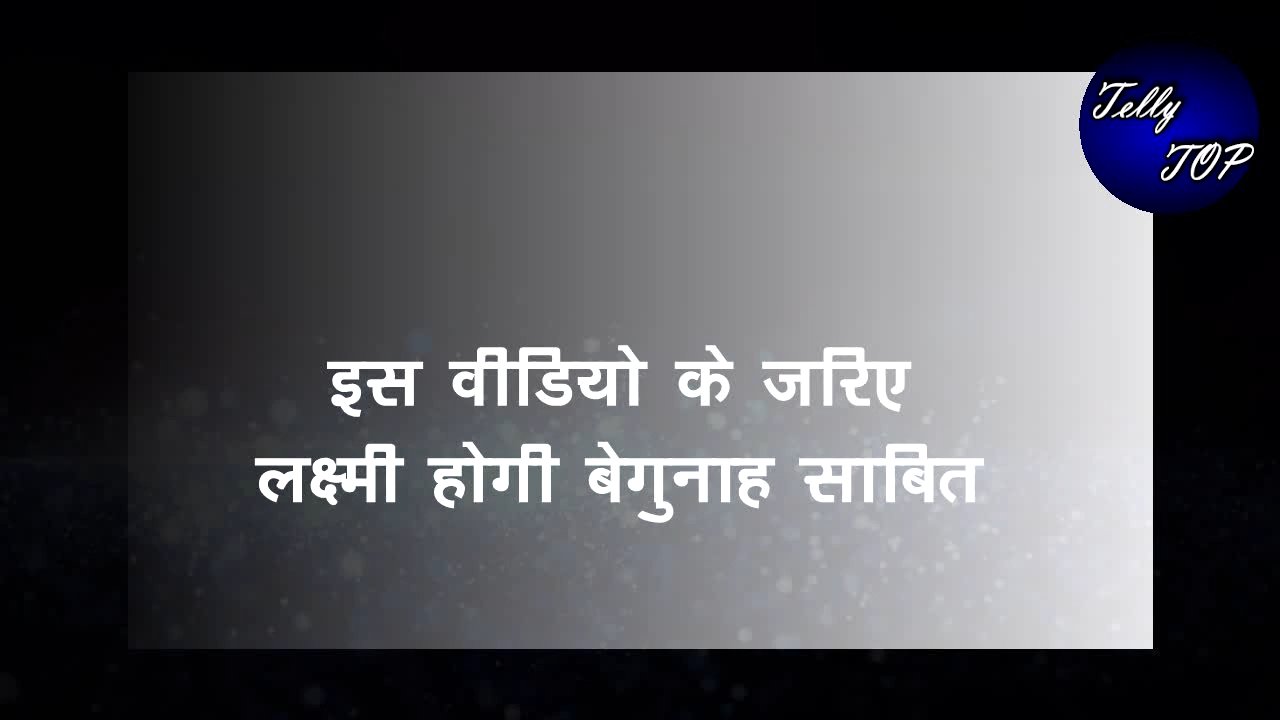 Telly
TOP
इस वीडियो के जरिए
लक्ष्मी होगी बेगुनाह साबित